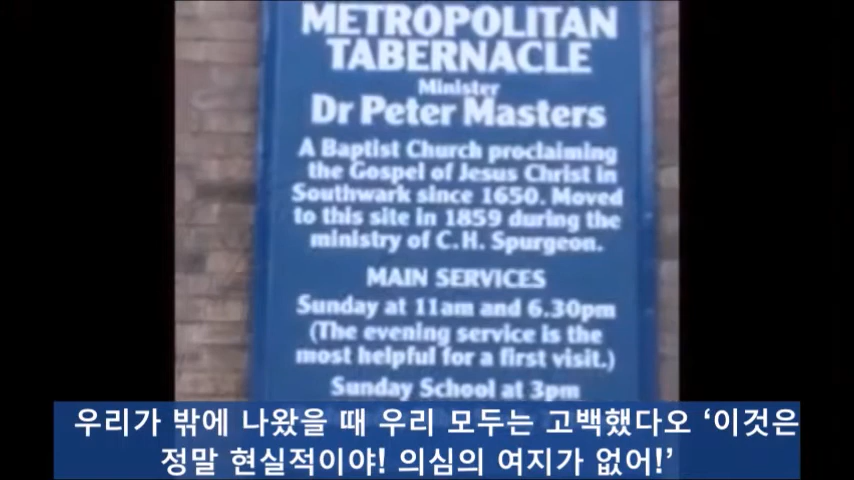 METROPOLITAN
TABERNACLE
Minister
Dr Peter Masters
A Baptist Church proclaiming
the Gospel of Jesus Christ in
Southwark since 1650. Moved
to this site in 1859 during the
ministry of C.H. Spurgeon.
MAIN SERVICES
Sunday at 11am and 6.30pm
(The evening service is the
most helpful for a first visit.)
Sunday School at 3pm
우리가 밖에 나왔을 때 우리 모두는 고백했다오 ‘이것은
정말 현실적이야! 의심의 여지가 없어!’